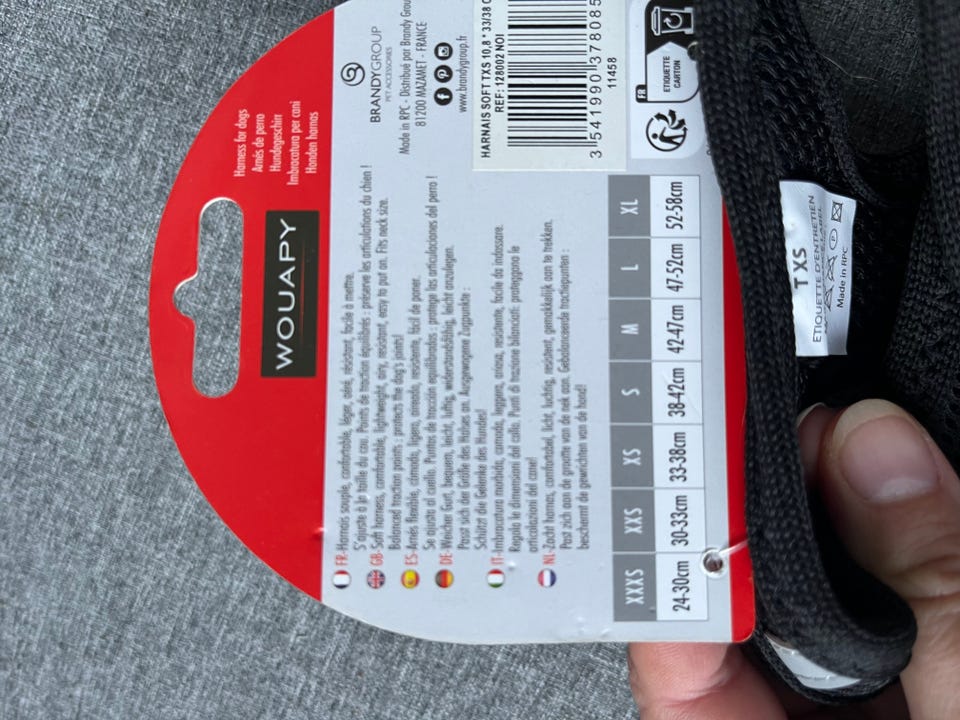 Harness for dogs
Arnés de perro
Hundegeschirr
Imbracatura per cani
Honden harnas
WOUAPY
BRANDYGROUP
PET ACCESSORIES
Made in RPC - Distribué par Brandy Grou
81200 MAZAMET - FRANCE
www.brandygroup.fr
FR-Harnais souple, confortable, léger, aéré, résistant, facile à mettre.
S'ajuste à la taille du cou. Points de traction équilibrés : préserve les articulations du chien !
GB-Soft harness, comfortable, lightweight, airy, resistant, easy to put on. Fits neck size.
Balanced traction points : protects the dog's joints!
ES-Arnés flexible, cómodo, ligero, aireado, resistente, fácil de poner.
Se ajusta al cuello. Puntos de tracción equilibrados : protege las articulaciones del perro !
DE-Weicher Gurt, bequem, leicht, luftig, widerstandsfähig, leicht anzulegen.
Passt sich der Größe des Halses an. Ausgewogene Zugpunkte :
Schützt die Gelenke des Hundes!
IT-Imbracatura morbida, comoda, leggera, ariosa, resistente, facile da indossare.
Regola le dimensioni del collo. Punti di trazione bilanciati: proteggono le
articolazioni del cane!
NL-Zacht harnas, comfortabel, licht, luchtig, resistent, gemakkelijk aan te trekken.
Past zich aan de grootte van de nek aan. Gebalanceerde tractiepunten :
beschermt de gewrichten van de hond!
HARNAIS SOFT TXS 10,8 * 33/38 C
REF: 128002 NOI
3 541990 378085
11458
FR
ETIQUETTE
CARTON
XXXS XXS XS S M L XL
24-30cm 30-33cm 33-38cm 38-42cm 42-47cm 47-52cm 52-58cm
T XS
ETIQUETTE D'ENTRETIEN
Made in RPC